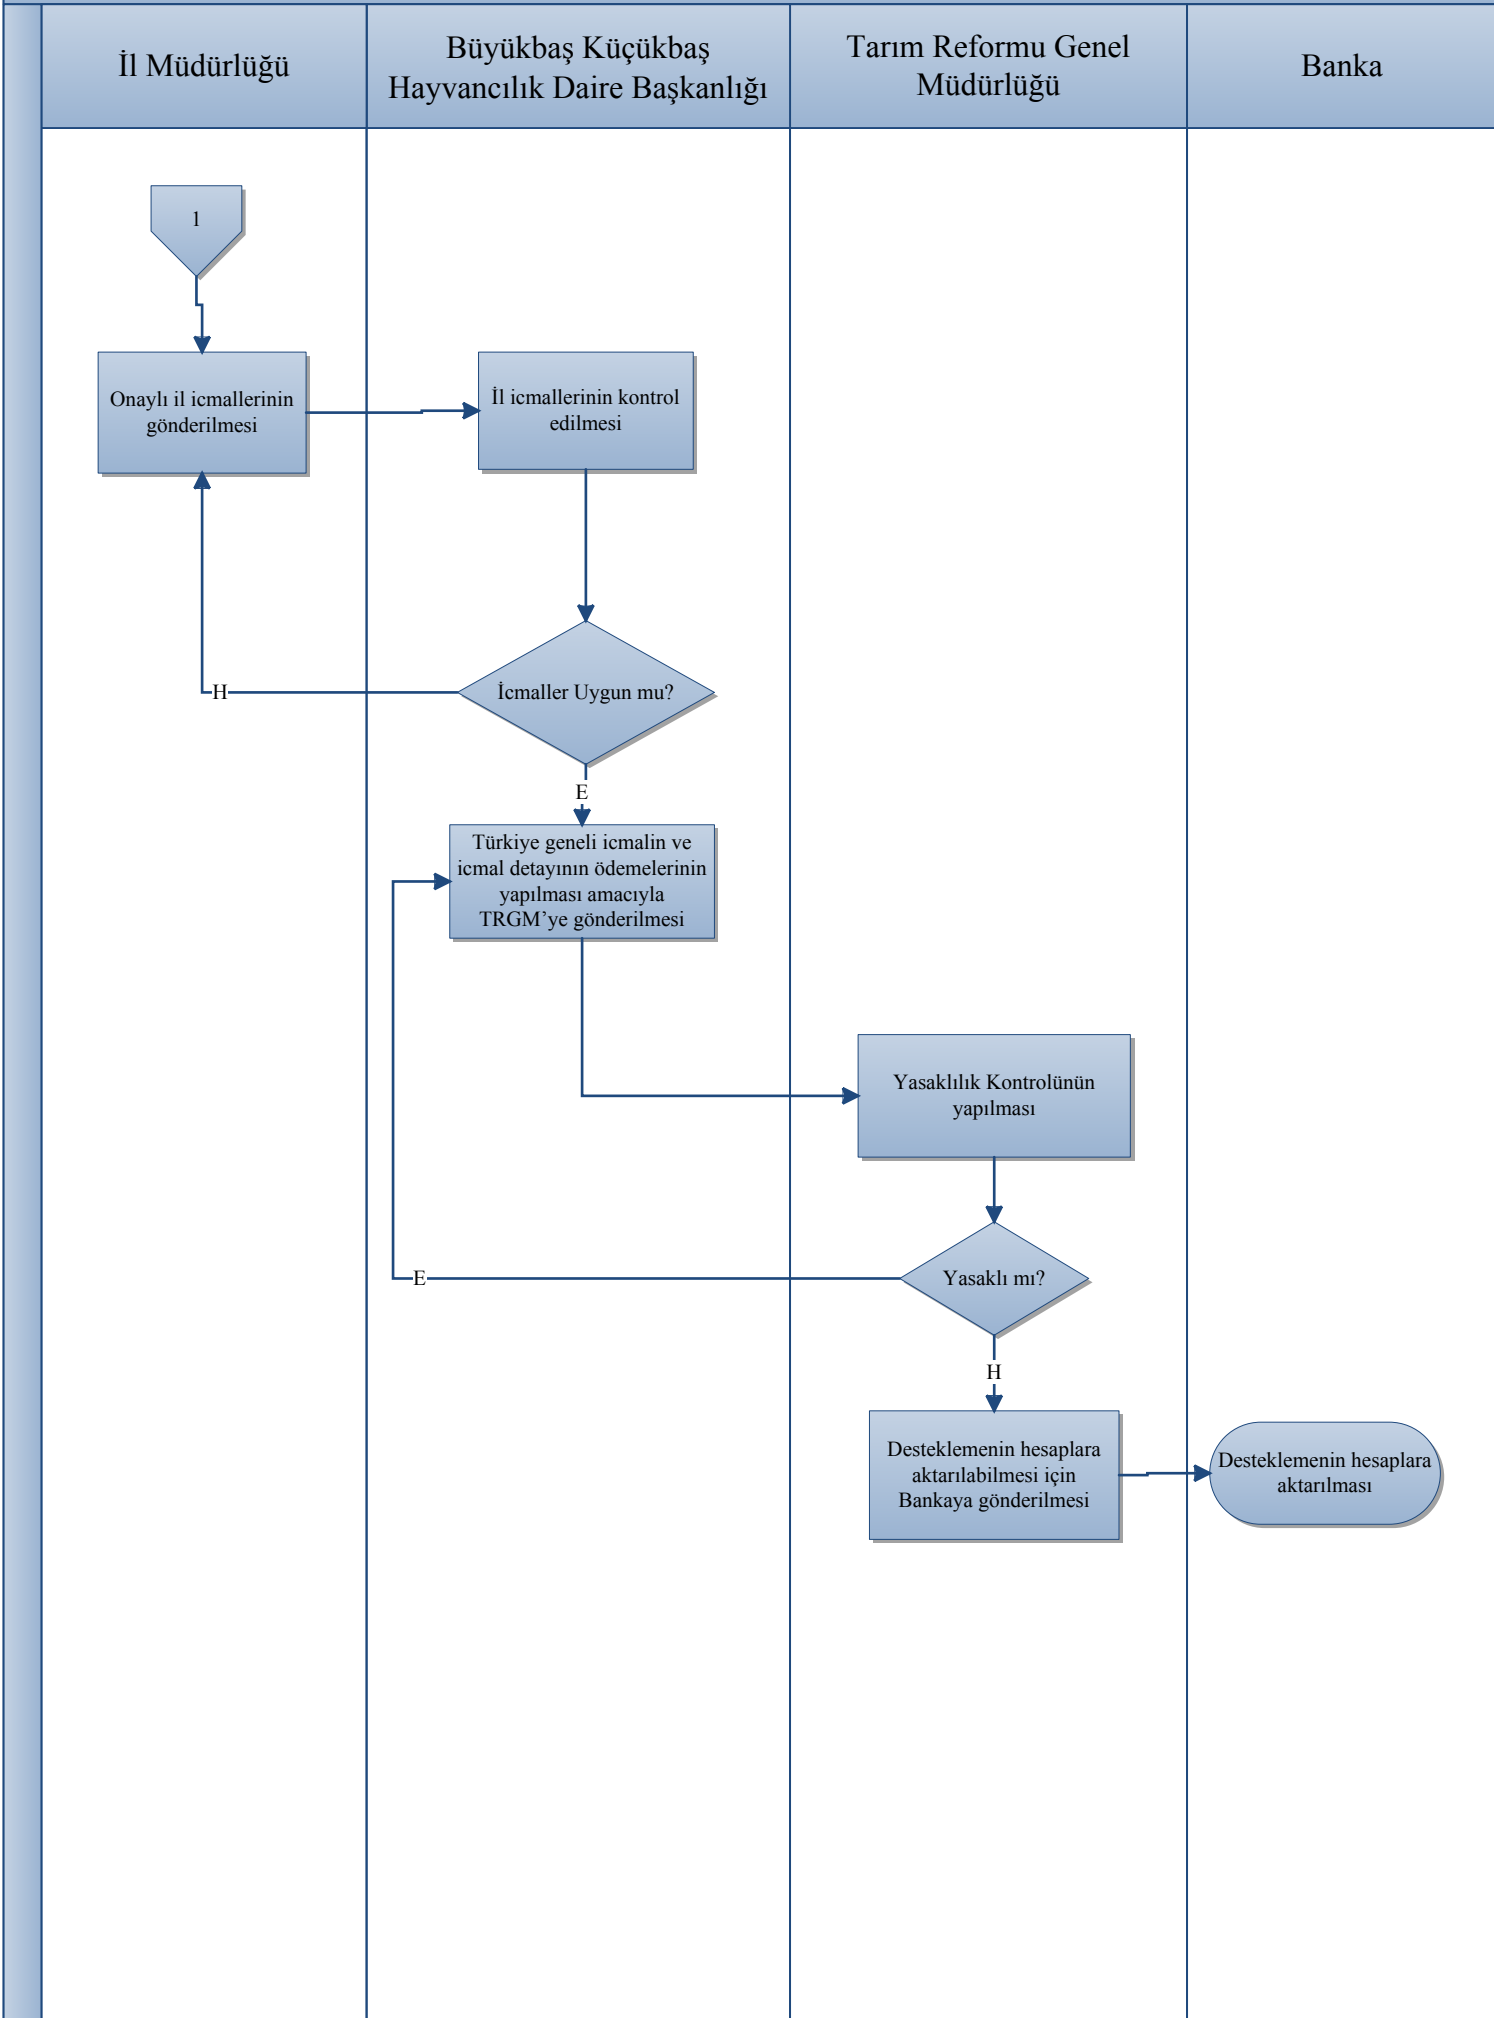 İl Müdürlüğü
Büyükbaş Küçükbaş
Hayvancılık Daire Başkanlığı
Tarım Reformu Genel
Müdürlüğü
Banka
1
Onaylı il icmallerinin
gönderilmesi
İl icmallerinin kontrol
edilmesi
İcmaller Uygun mu?
H
E
Türkiye geneli icmalin ve
icmal detayının ödemelerinin
yapılması amacıyla
TRGM’ye gönderilmesi
Yasaklılık Kontrolünün
yapılması
Yasaklı mı?
E
H
Desteklemenin hesaplara
aktarılabilmesi için
Bankaya gönderilmesi
Desteklemenin hesaplara
aktarılması